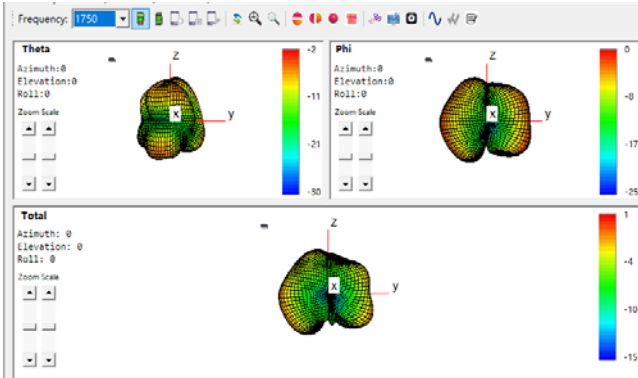 Frequency: 1750
Theta
Azimuth:0
Elevation:0
Roll:0
Zoom Scale
Z
x
y
-2
-11
-21
-30
Phi
Azimuth:0
Elevation:0
Roll:0
Zoom Scale
Z
x
y
0
-8
-17
-25
Total
Azimuth: 0
Elevation: 0
Roll: 0
Zoom Scale
Z
x
y
1
-4
-10
-15